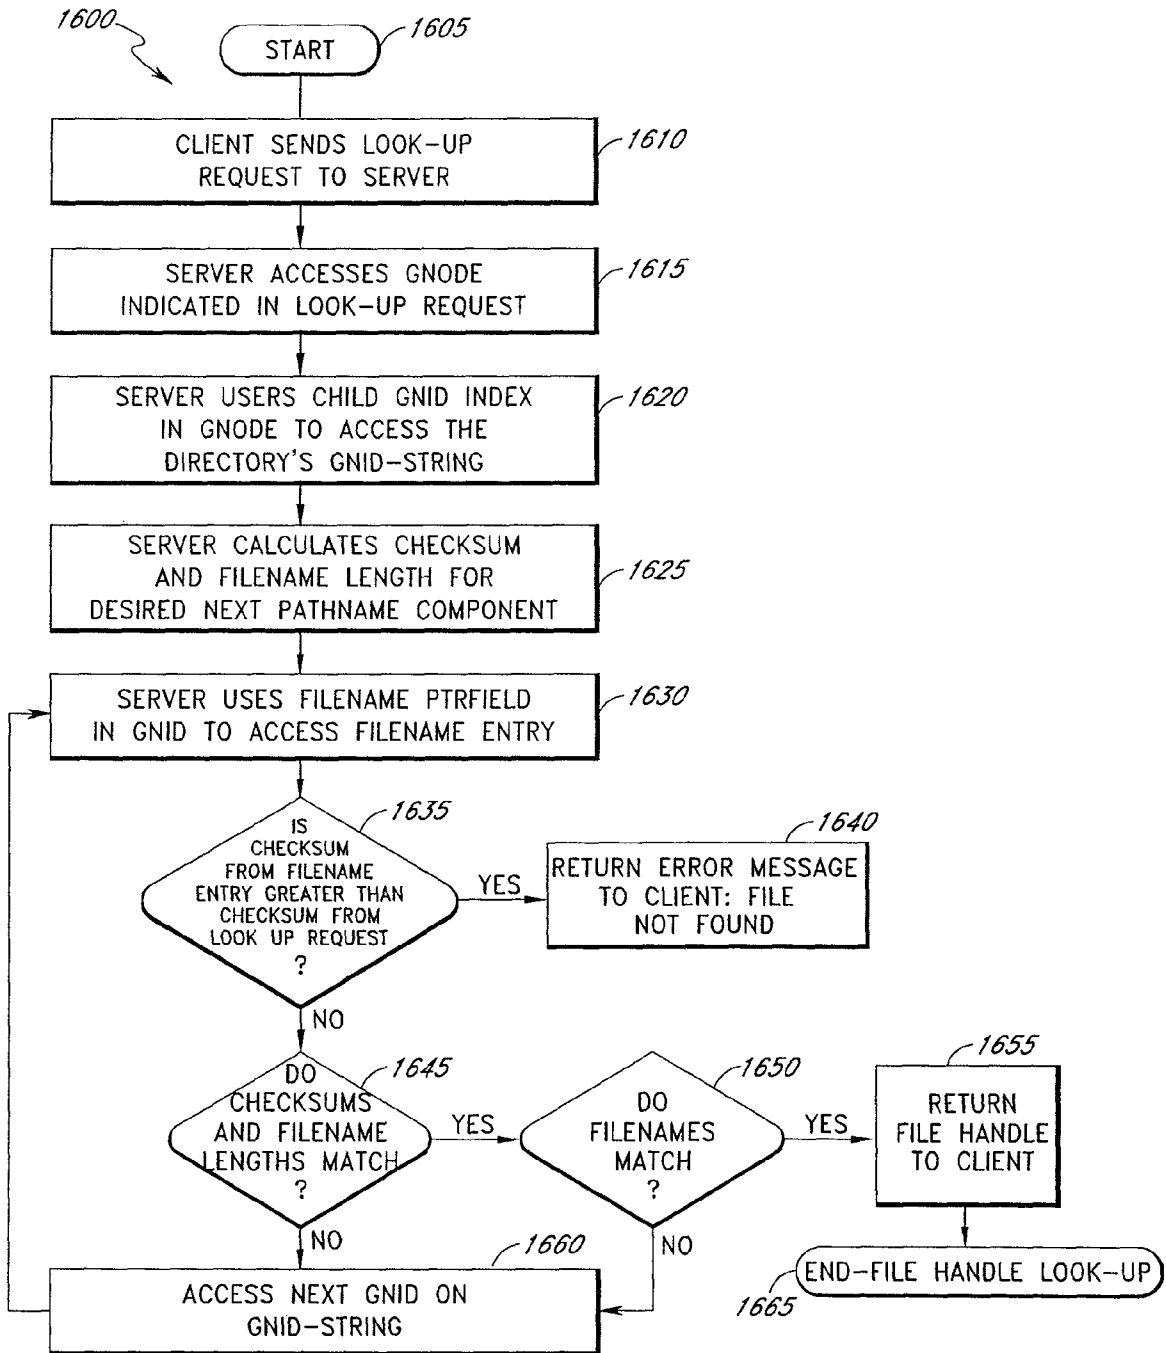 1600
START
1605
CLIENT SENDS LOOK-UP
REQUEST TO SERVER
1610
SERVER ACCESSES GNODE
INDICATED IN LOOK-UP REQUEST
1615
SERVER USERS CHILD GNID INDEX
IN GNODE TO ACCESS THE
DIRECTORY'S GNID-STRING
1620
SERVER CALCULATES CHECKSUM
AND FILENAME LENGTH FOR
DESIRED NEXT PATHNAME COMPONENT
1625
SERVER USES FILENAME PTRFIELD
IN GNID TO ACCESS FILENAME ENTRY
1630
IS
CHECKSUM
FROM FILENAME
ENTRY GREATER THAN
CHECKSUM FROM
LOOK UP REQUEST
?
1635
YES
RETURN ERROR MESSAGE
TO CLIENT: FILE
NOT FOUND
1640
NO
DO
CHECKSUMS
AND FILENAME
LENGTHS MATCH
?
1645
YES
DO
FILENAMES
MATCH
?
1650
YES
RETURN
FILE HANDLE
TO CLIENT
1655
NO
NO
ACCESS NEXT GNID ON
GNID-STRING
1660
END-FILE HANDLE LOOK-UP
1665